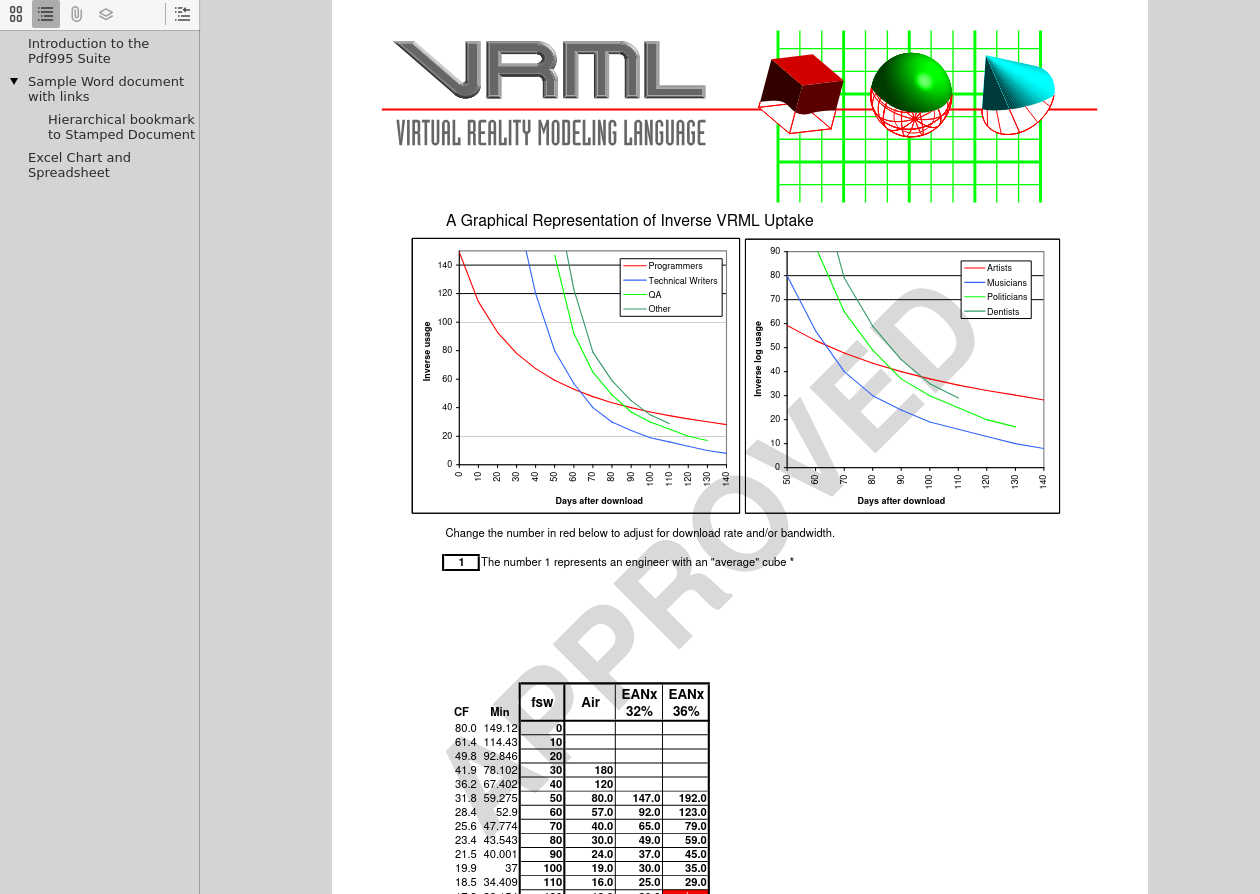 Introduction to the
Pdf995 Suite
Sample Word document
with links
Hierarchical bookmark
to Stamped Document
Excel Chart and
Spreadsheet
VRML
VIRTUAL REALITY MODELING LANGUAGE
A Graphical Representation of Inverse VRML Uptake
140
120
100
80
60
40
20
0
Inverse usage
0 10 20 30 40 50 60 70 80 90 100 110 120 130 140
Days after download
Programmers
Technical Writers
QA
Other
90
80
70
60
50
40
30
20
10
0
Inverse log usage
50 60 70 80 90 100 110 120 130 140
Days after download
Artists
Musicians
Politicians
Dentists
APPROVED
Change the number in red below to adjust for download rate and/or bandwidth.
1 The number 1 represents an engineer with an "average" cube *
CF Min fsw Air EANx 32% EANx 36%
80.0 149.12 0
61.4 114.43 10
49.8 92.846 20
41.9 78.102 30 180
36.2 67.402 40 120
31.8 59.275 50 80.0 147.0 192.0
28.4 52.9 60 57.0 92.0 123.0
25.6 47.774 70 40.0 65.0 79.0
23.4 43.543 80 30.0 49.0 59.0
21.5 40.001 90 24.0 37.0 45.0
19.9 37 100 19.0 30.0 35.0
18.5 34.409 110 16.0 25.0 29.0